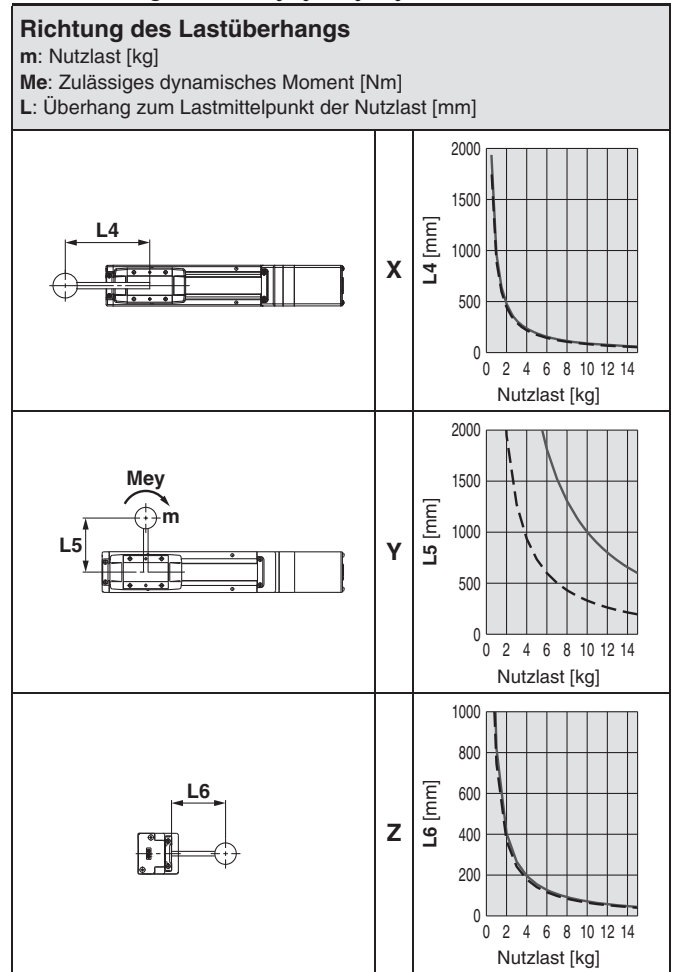 Richtung des Lastüberhangs
m: Nutzlast [kg]
Me: Zulässiges dynamisches Moment [Nm]
L: Überhang zum Lastmittelpunkt der Nutzlast [mm]
L4
X
L4 [mm]
2000
1500
1000
500
0
0 2 4 6 8 10 12 14
Nutzlast [kg]
Mey
m
L5
Y
L5 [mm]
2000
1500
1000
500
0
0 2 4 6 8 10 12 14
Nutzlast [kg]
L6
Z
L6 [mm]
1000
800
600
400
200
0
0 2 4 6 8 10 12 14
Nutzlast [kg]